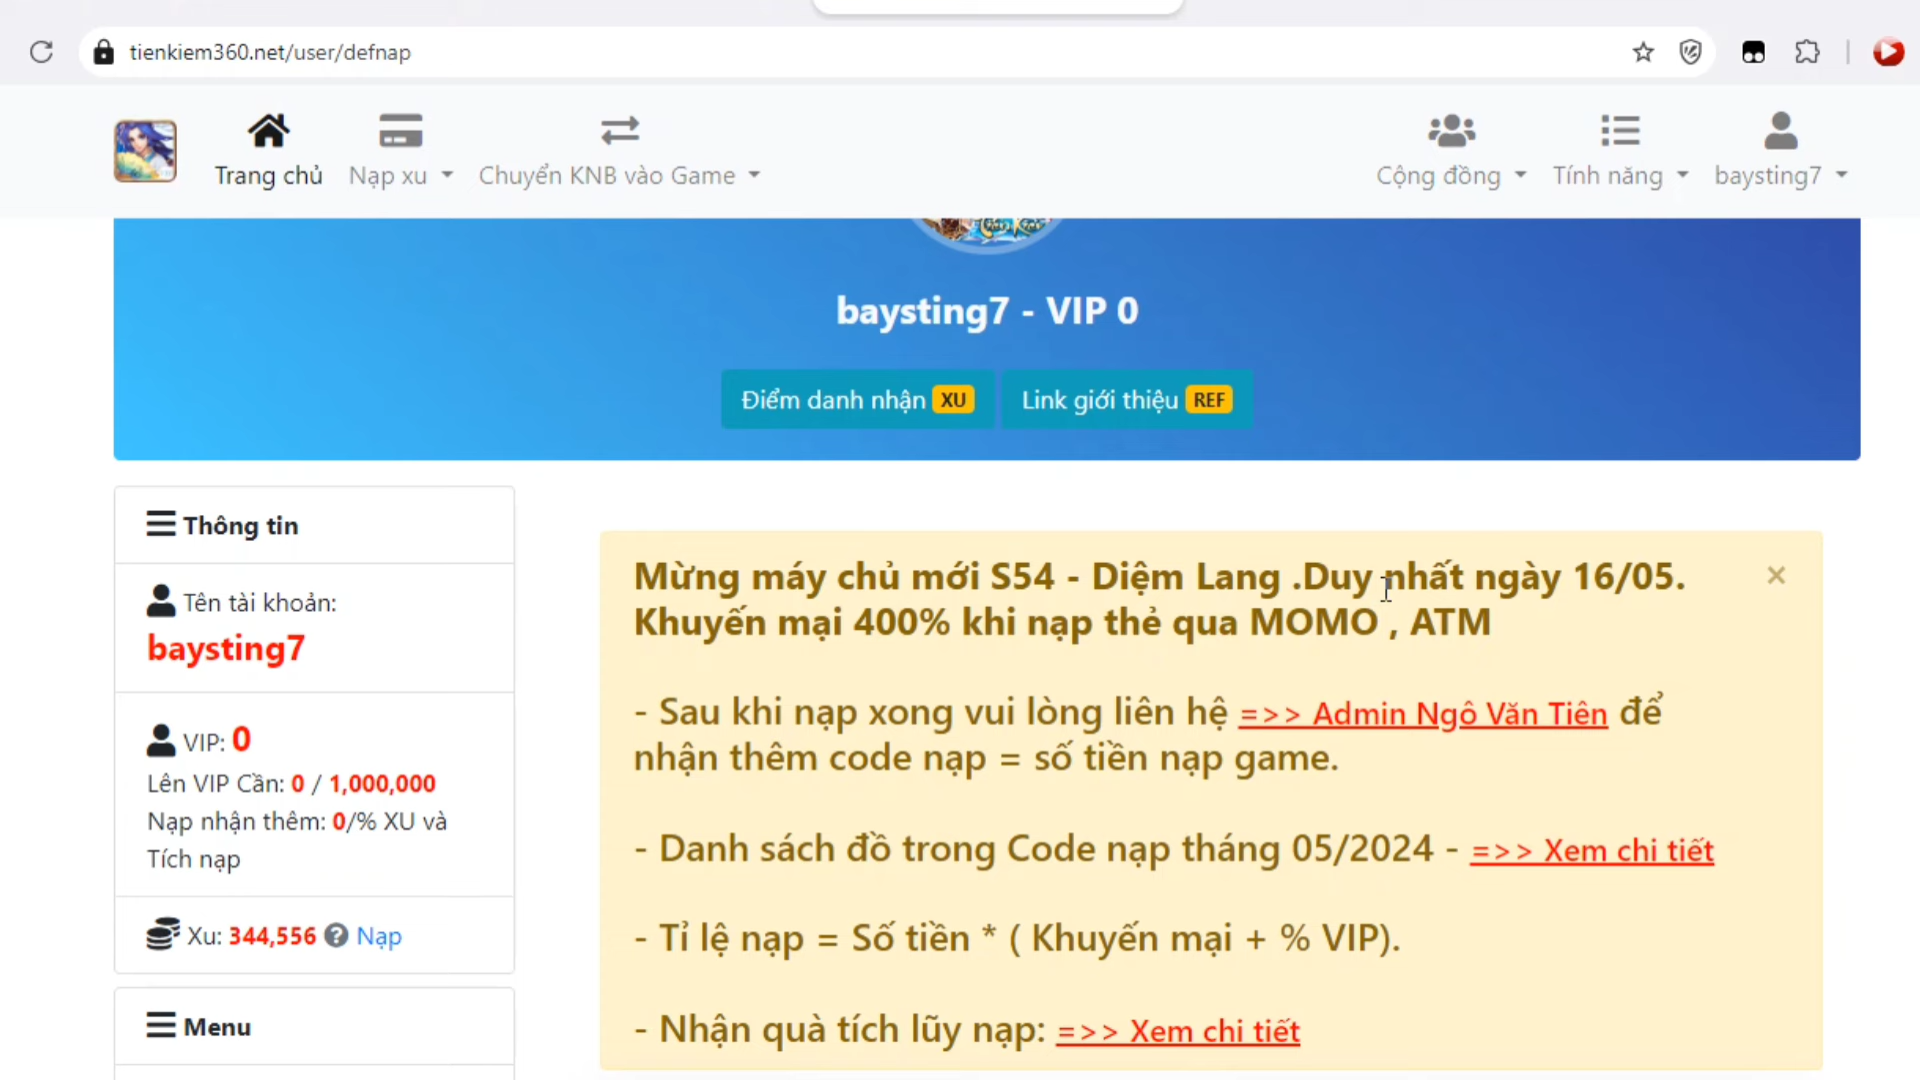 tienkiem360.net/user/defnap
Trang chủ
Nạp xu
Chuyển KNB vào Game
Cộng đồng
Tính năng
baysting7
baysting7 - VIP 0
Điểm danh nhận XU
Link giới thiệu REF
Thông tin
Tên tài khoản:
baysting7
VIP: 0
Lên VIP Cần: 0 / 1,000,000
Nạp nhận thêm: 0/% XU và
Tích nạp
Xu: 344,556 Nạp
Menu
Mừng máy chủ mới S54 - Diệm Lang .Duy nhất ngày 16/05.
Khuyến mại 400% khi nạp thẻ qua MOMO , ATM
- Sau khi nạp xong vui lòng liên hệ =>> Admin Ngô Văn Tiên để
nhận thêm code nạp = số tiền nạp game.
- Danh sách đồ trong Code nạp tháng 05/2024 - =>> Xem chi tiết
- Tỉ lệ nạp = Số tiền * ( Khuyến mại + % VIP).
- Nhận quà tích lũy nạp: =>> Xem chi tiết